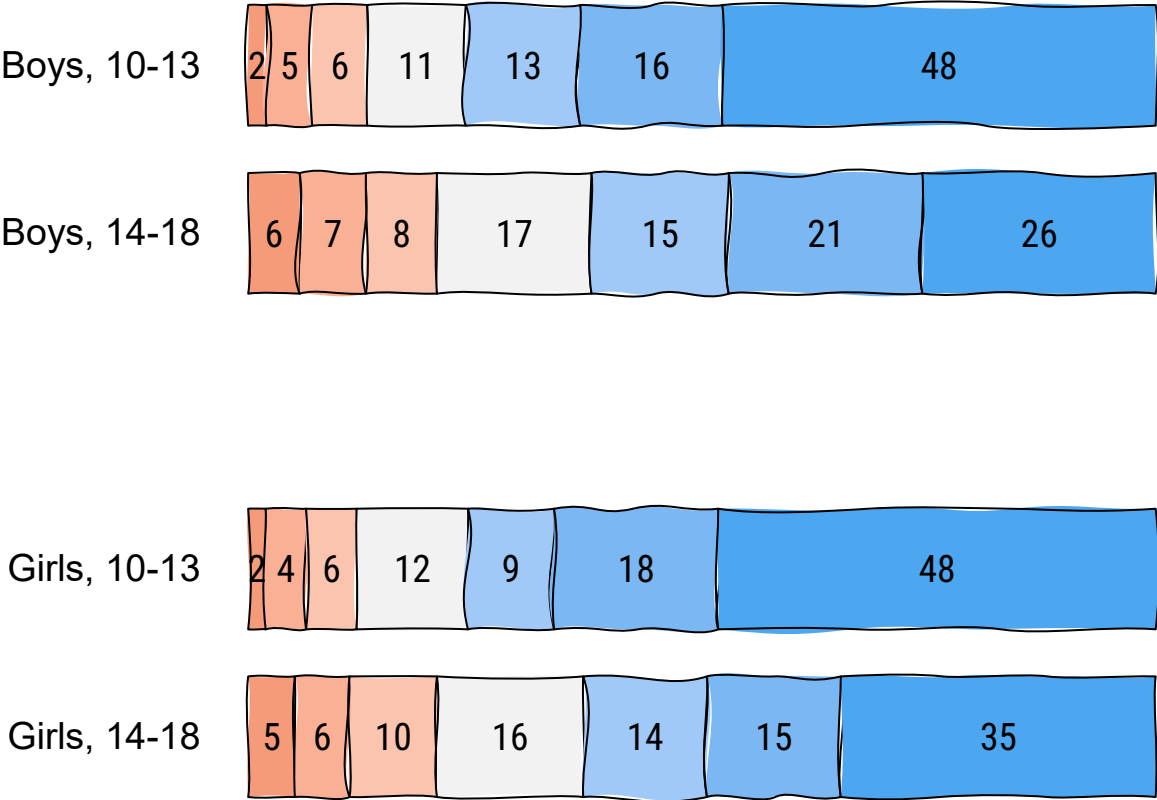 Boys, 10-13 2 5 6 11 13 16 48
Boys, 14-18 6 7 8 17 15 21 26
Girls, 10-13 2 4 6 12 9 18 48
Girls, 14-18 5 6 10 16 14 15 35